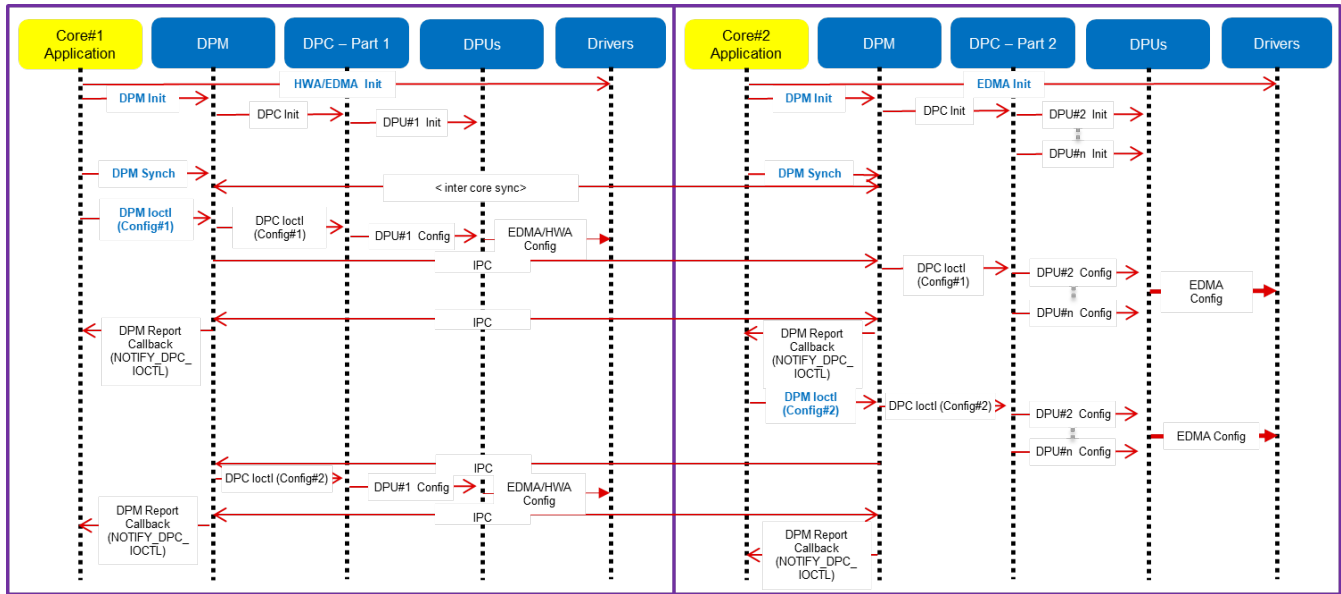 Core#1
Application
DPM
DPC – Part 1
DPUs
Drivers
HWA/EDMA Init
DPM Init
DPC Init
DPU#1 Init
DPM Synch
< inter core sync>
DPM Ioctl
(Config#1)
DPC Ioctl
(Config#1)
DPU#1 Config
EDMA/HWA
Config
IPC
IPC
DPM Report
Callback
(NOTIFY_DPC_
IOCTL)
IPC
DPC Ioctl (Config#2)
DPU#1 Config
EDMA/HWA
Config
IPC
DPM Report
Callback
(NOTIFY_DPC_
IOCTL)
Core#2
Application
DPM
DPC – Part 2
DPUs
Drivers
EDMA Init
DPM Init
DPC Init
DPU#2 Init
DPU#n Init
DPM Synch
DPC Ioctl
(Config#1)
DPU#2 Config
EDMA
Config
DPU#n Config
DPM Report
Callback
(NOTIFY_DPC_
IOCTL)
DPM Ioctl
(Config#2)
DPC Ioctl (Config#2)
DPU#2 Config
EDMA Config
DPU#n Config
DPM Report
Callback
(NOTIFY_DPC_
IOCTL)